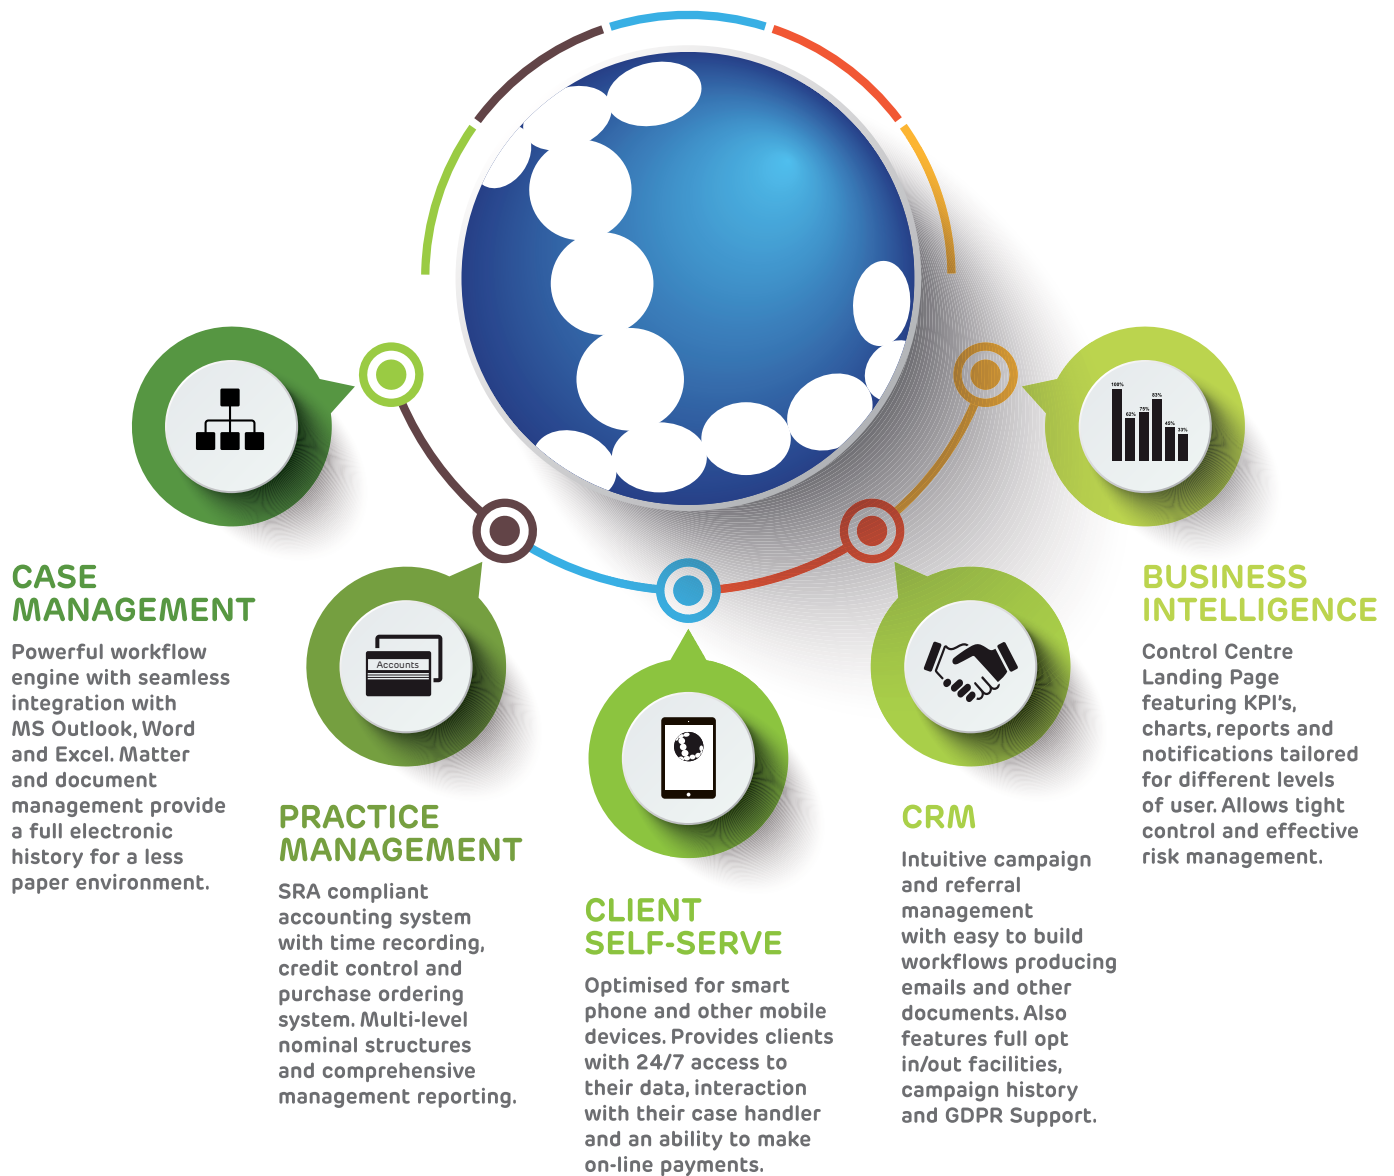 CASE
MANAGEMENT
Powerful workflow
engine with seamless
integration with
MS Outlook, Word
and Excel. Matter
and document
management provide
a full electronic
history for a less
paper environment.
Accounts
PRACTICE
MANAGEMENT
SRA compliant
accounting system
with time recording,
credit control and
purchase ordering
system. Multi-level
nominal structures
and comprehensive
management reporting.
CLIENT
SELF-SERVE
Optimised for smart
phone and other mobile
devices. Provides clients
with 24/7 access to
their data, interaction
with their case handler
and an ability to make
on-line payments.
CRM
Intuitive campaign
and referral
management
with easy to build
workflows producing
emails and other
documents. Also
features full opt
in/out facilities,
campaign history
and GDPR Support.
100%
62%
75%
83%
45%
33%
BUSINESS
INTELLIGENCE
Control Centre
Landing Page
featuring KPI's,
charts, reports and
notifications tailored
for different levels
of user. Allows tight
control and effective
risk management.